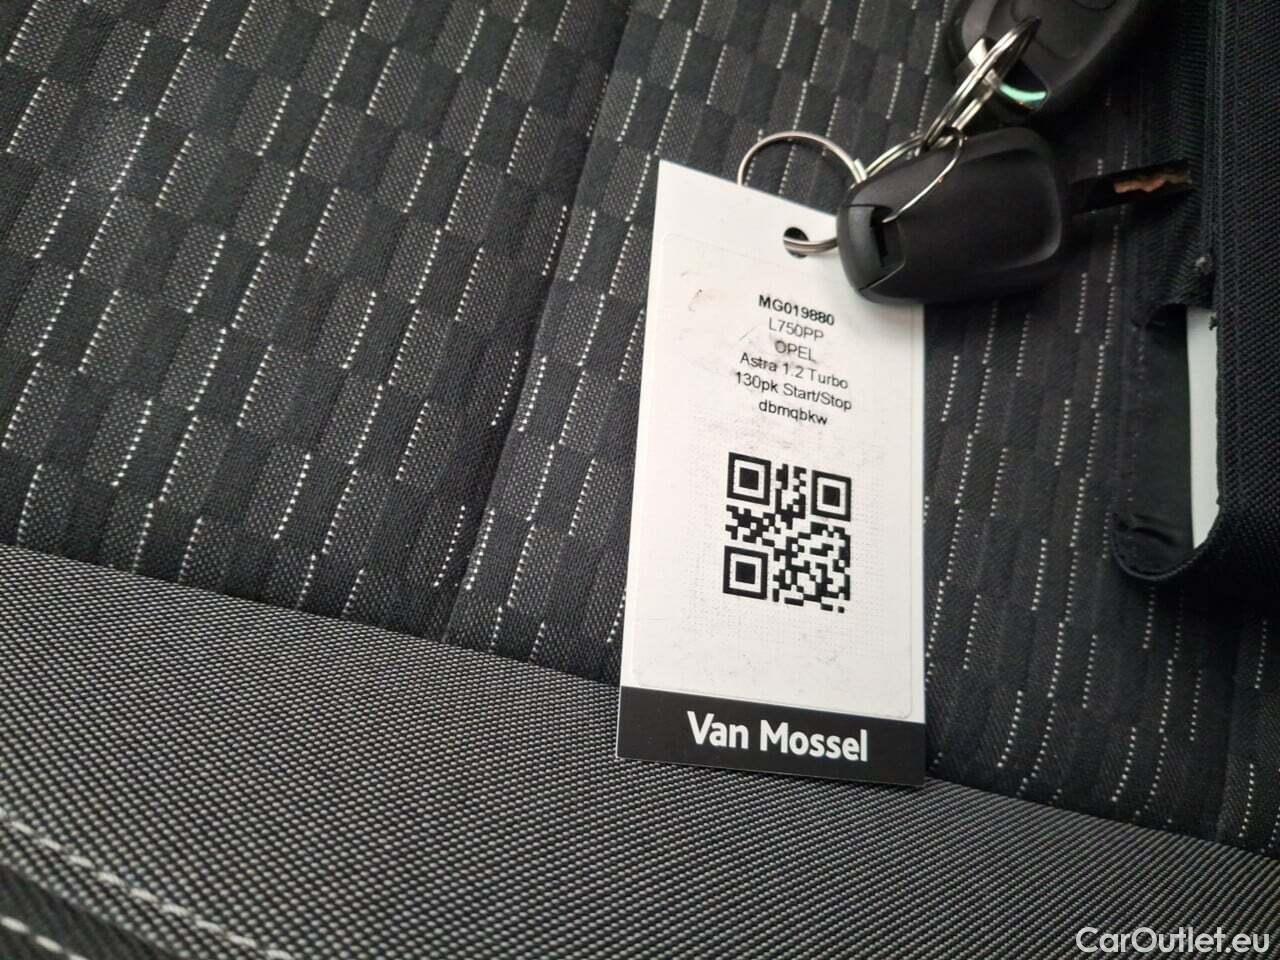 MG019880
L750PP
OPEL
Astra 1.2 Turbo
130pk Start/Stop
dbmqbkw
Van Mossel
CarOutlet.eu